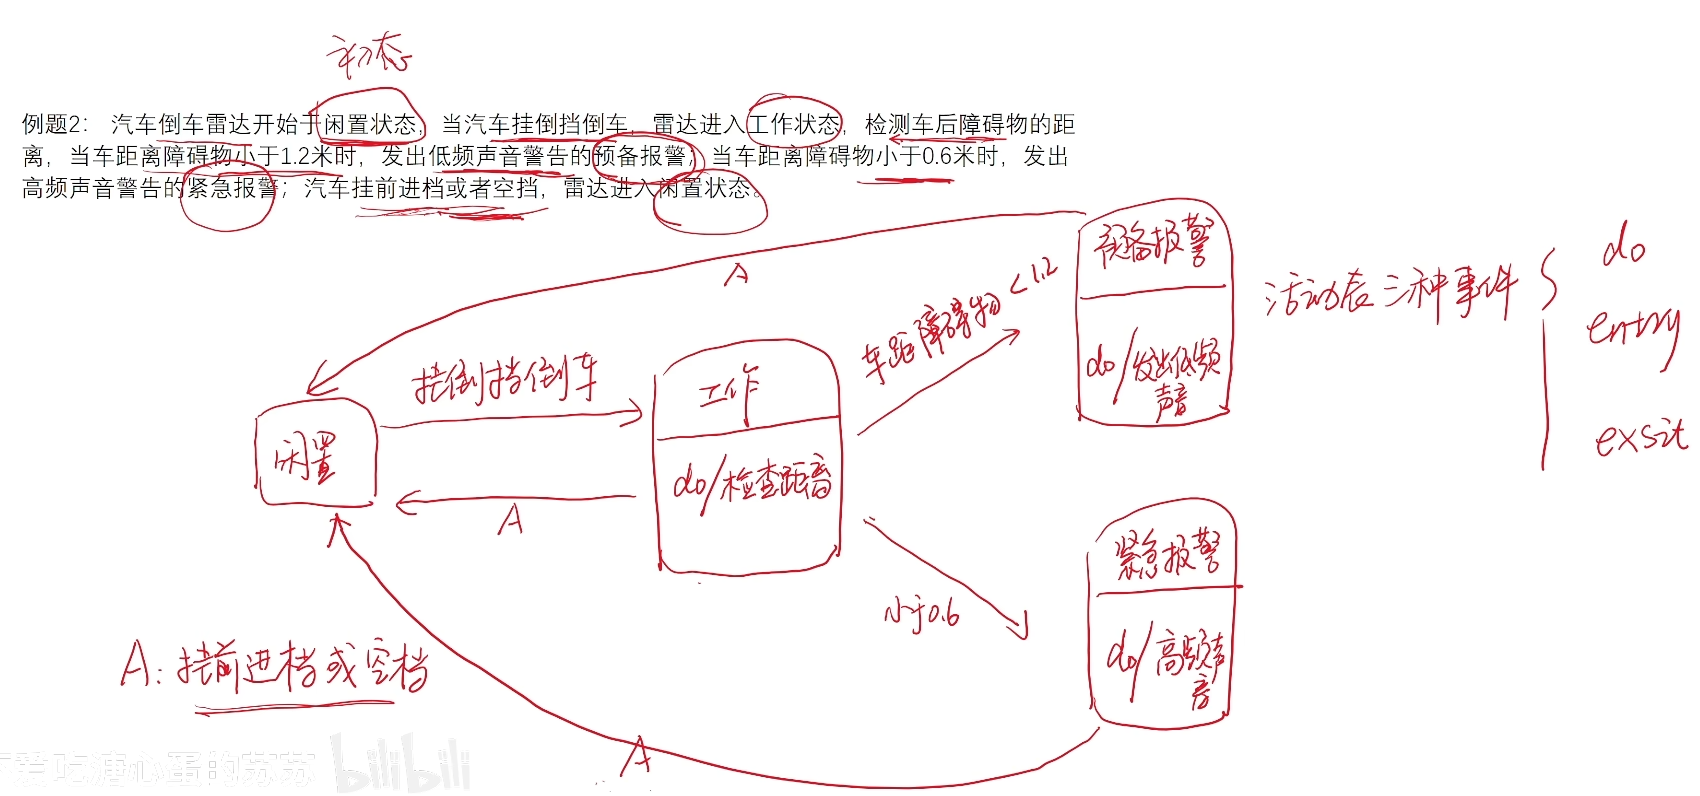 初态
例题2： 汽车倒车雷达开始于闲置状态，当汽车挂倒挡倒车，雷达进入工作状态，检测车后障碍物的距
离，当车距离障碍物小于1.2米时，发出低频声音警告的预备报警；当车距离障碍物小于0.6米时，发出
高频声音警告的紧急报警；汽车挂前进档或者空挡，雷达进入闲置状态。
A
预备报警
do/发出低频
声音
活动表三种事件
do
entry
exsit
车距障碍物<1.2
挂倒挡倒车
闲置
工作
do/检查距离
A
小于0.6
紧急报警
do/高频声
音
A：挂前进档或空档
A
爱吃溏心蛋的苏苏 bilibili